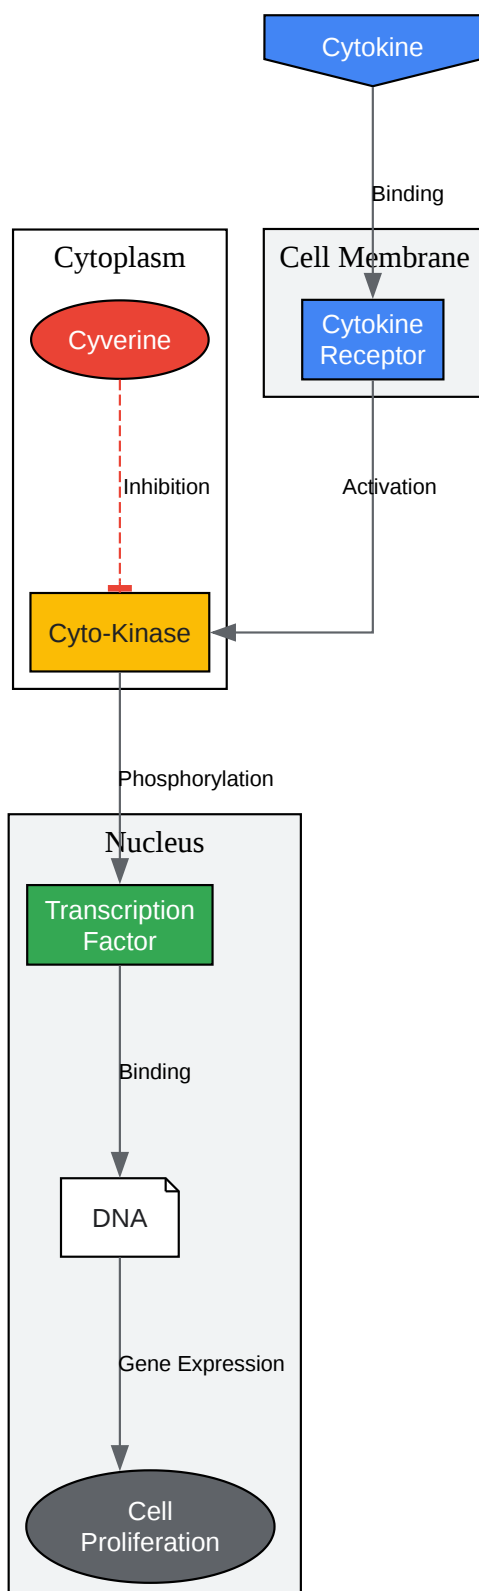 Cytokine
Binding
Cytoplasm
Cell Membrane
Cyverine
Cytokine
Receptor
Inhibition
Activation
Cyto-Kinase
Phosphorylation
Nucleus
Transcription
Factor
Binding
DNA
Gene Expression
Cell
Proliferation